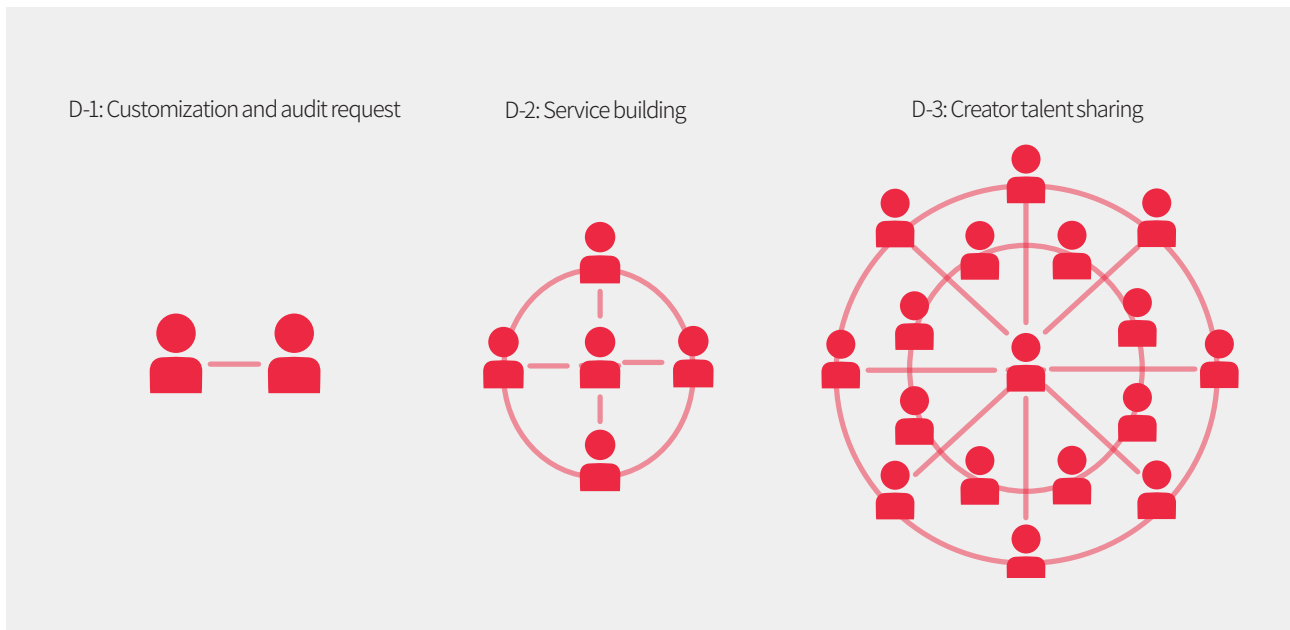 D-1: Customization and audit request
D-2: Service building
D-3: Creator talent sharing